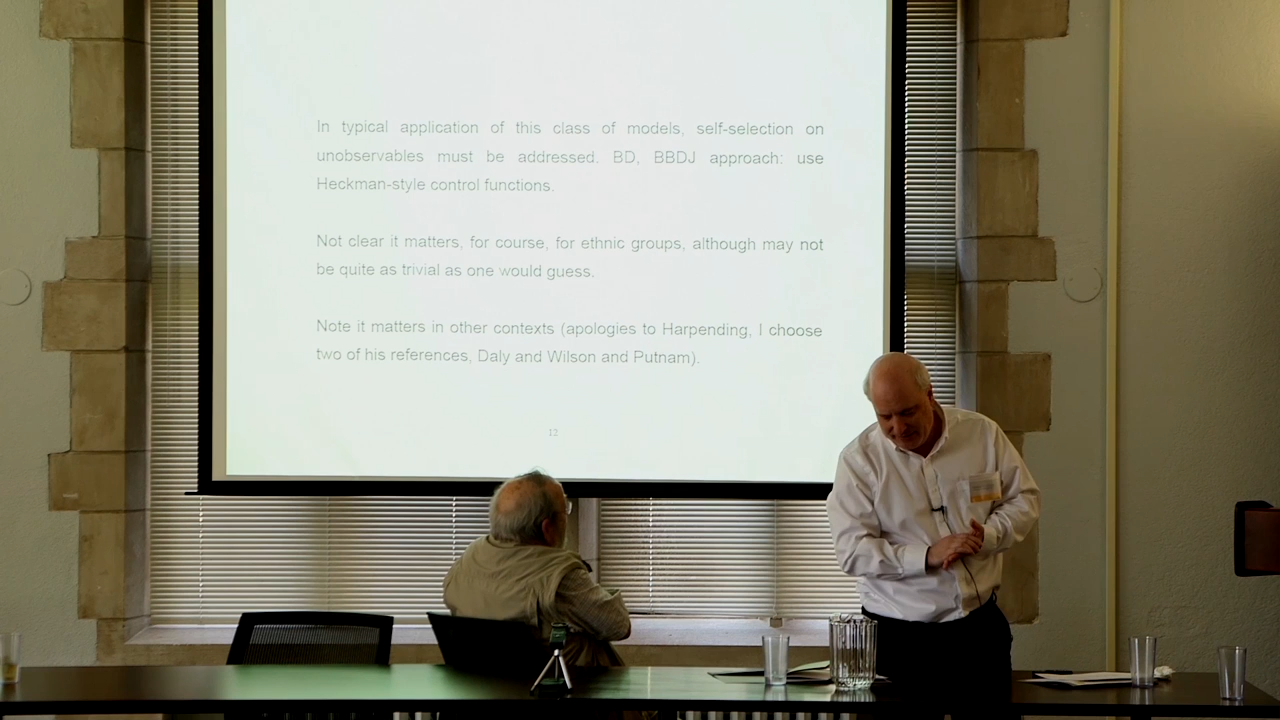 In typical application of this class of models, self-selection on
unobservables must be addressed. BD, BBDJ approach: use
Heckman-style control functions.
Not clear it matters, for course, for ethnic groups, although may not
be quite as trivial as one would guess.
Note it matters in other contexts (apologies to Harpending, I choose
two of his references, Daly and Wilson and Putnam).
12